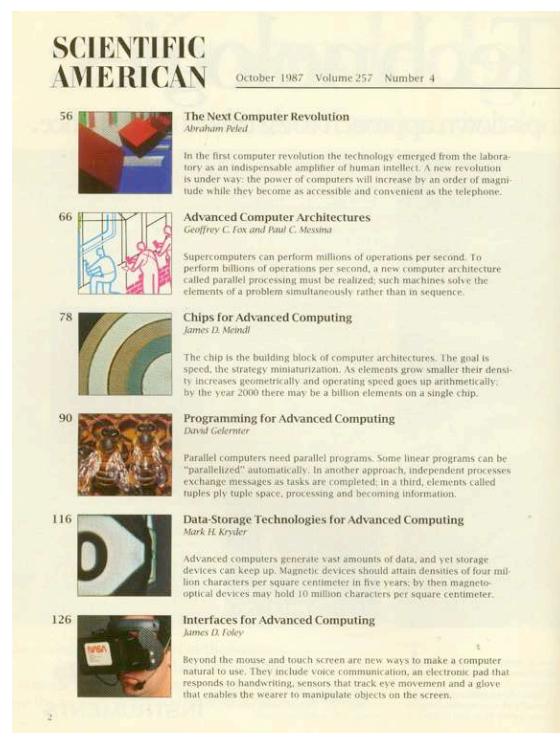 SCIENTIFIC
AMERICAN
October 1987 Volume 257 Number 4
56
The Next Computer Revolution
Abraham Peled
In the first computer revolution the technology emerged from the labora-
tory as an indispensable amplifier of human intellect. A new revolution
is under way: the power of computers will increase by an order of magni-
tude while they become as accessible and convenient as the telephone.
66
Advanced Computer Architectures
Geoffrey C. Fox and Paul C. Messina
Supercomputers can perform millions of operations per second. To
perform billions of operations per second, a new computer architecture
called parallel processing must be realized; such machines solve the
elements of a problem simultaneously rather than in sequence.
78
Chips for Advanced Computing
James D. Meindl
The chip is the building block of computer architectures. The goal is
speed, the strategy miniaturization. As elements grow smaller their densi-
ty increases geometrically and operating speed goes up arithmetically;
by the year 2000 there may be a billion elements on a single chip.
90
Programming for Advanced Computing
David Gelernter
Parallel computers need parallel programs. Some linear programs can be
"parallelized" automatically. In another approach, independent processes
exchange messages as tasks are completed; in a third, elements called
tuples ply tuple space, processing and becoming information.
116
Data-Storage Technologies for Advanced Computing
Mark H. Kryder
Advanced computers generate vast amounts of data, and yet storage
devices can keep up. Magnetic devices should attain densities of four mil-
lion characters per square centimeter in five years; by then magneto-
optical devices may hold 10 million characters per square centimeter.
126
Interfaces for Advanced Computing
James D. Foley
NASA
Beyond the mouse and touch screen are new ways to make a computer
natural to use. They include voice communication, an electronic pad that
responds to handwriting, sensors that track eye movement and a glove
that enables the wearer to manipulate objects on the screen.
2